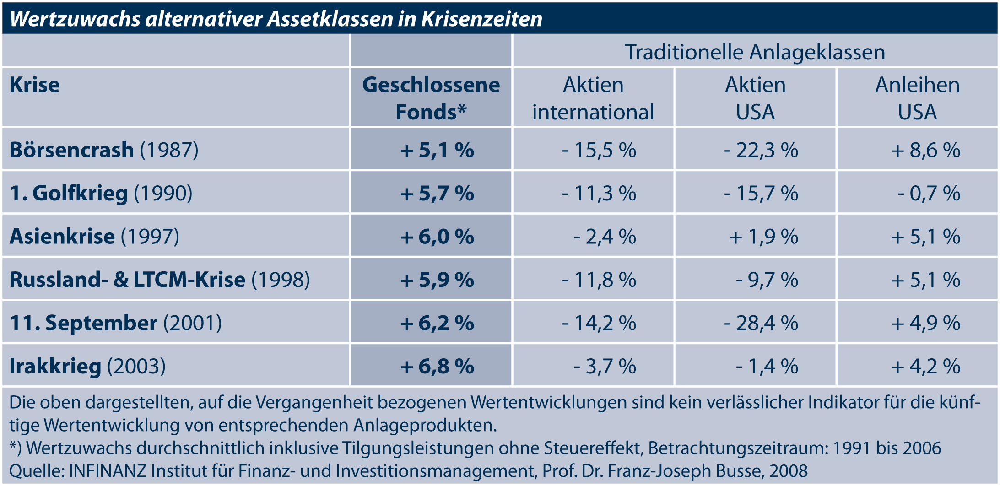 Wertzuwachs alternativer Assetklassen in Krisenzeiten
Traditionelle Anlageklassen
Krise Geschlossene Fonds* Aktien international Aktien USA Anleihen USA
Börsencrash (1987) + 5,1 % - 15,5 % - 22,3 % + 8,6 %
1. Golfkrieg (1990) + 5,7 % - 11,3 % - 15,7 % - 0,7 %
Asienkrise (1997) + 6,0 % - 2,4 % + 1,9 % + 5,1 %
Russland- & LTCM-Krise (1998) + 5,9 % - 11,8 % - 9,7 % + 5,1 %
11. September (2001) + 6,2 % - 14,2 % - 28,4 % + 4,9 %
Irakkrieg (2003) + 6,8 % - 3,7 % - 1,4 % + 4,2 %
Die oben dargestellten, auf die Vergangenheit bezogenen Wertentwicklungen sind kein verlässlicher Indikator für die künf-
tige Wertentwicklung von entsprechenden Anlageprodukten.
*) Wertzuwachs durchschnittlich inklusive Tilgungsleistungen ohne Steuereffekt, Betrachtungszeitraum: 1991 bis 2006
Quelle: INFINANZ Institut für Finanz- und Investitionsmanagement, Prof. Dr. Franz-Joseph Busse, 2008